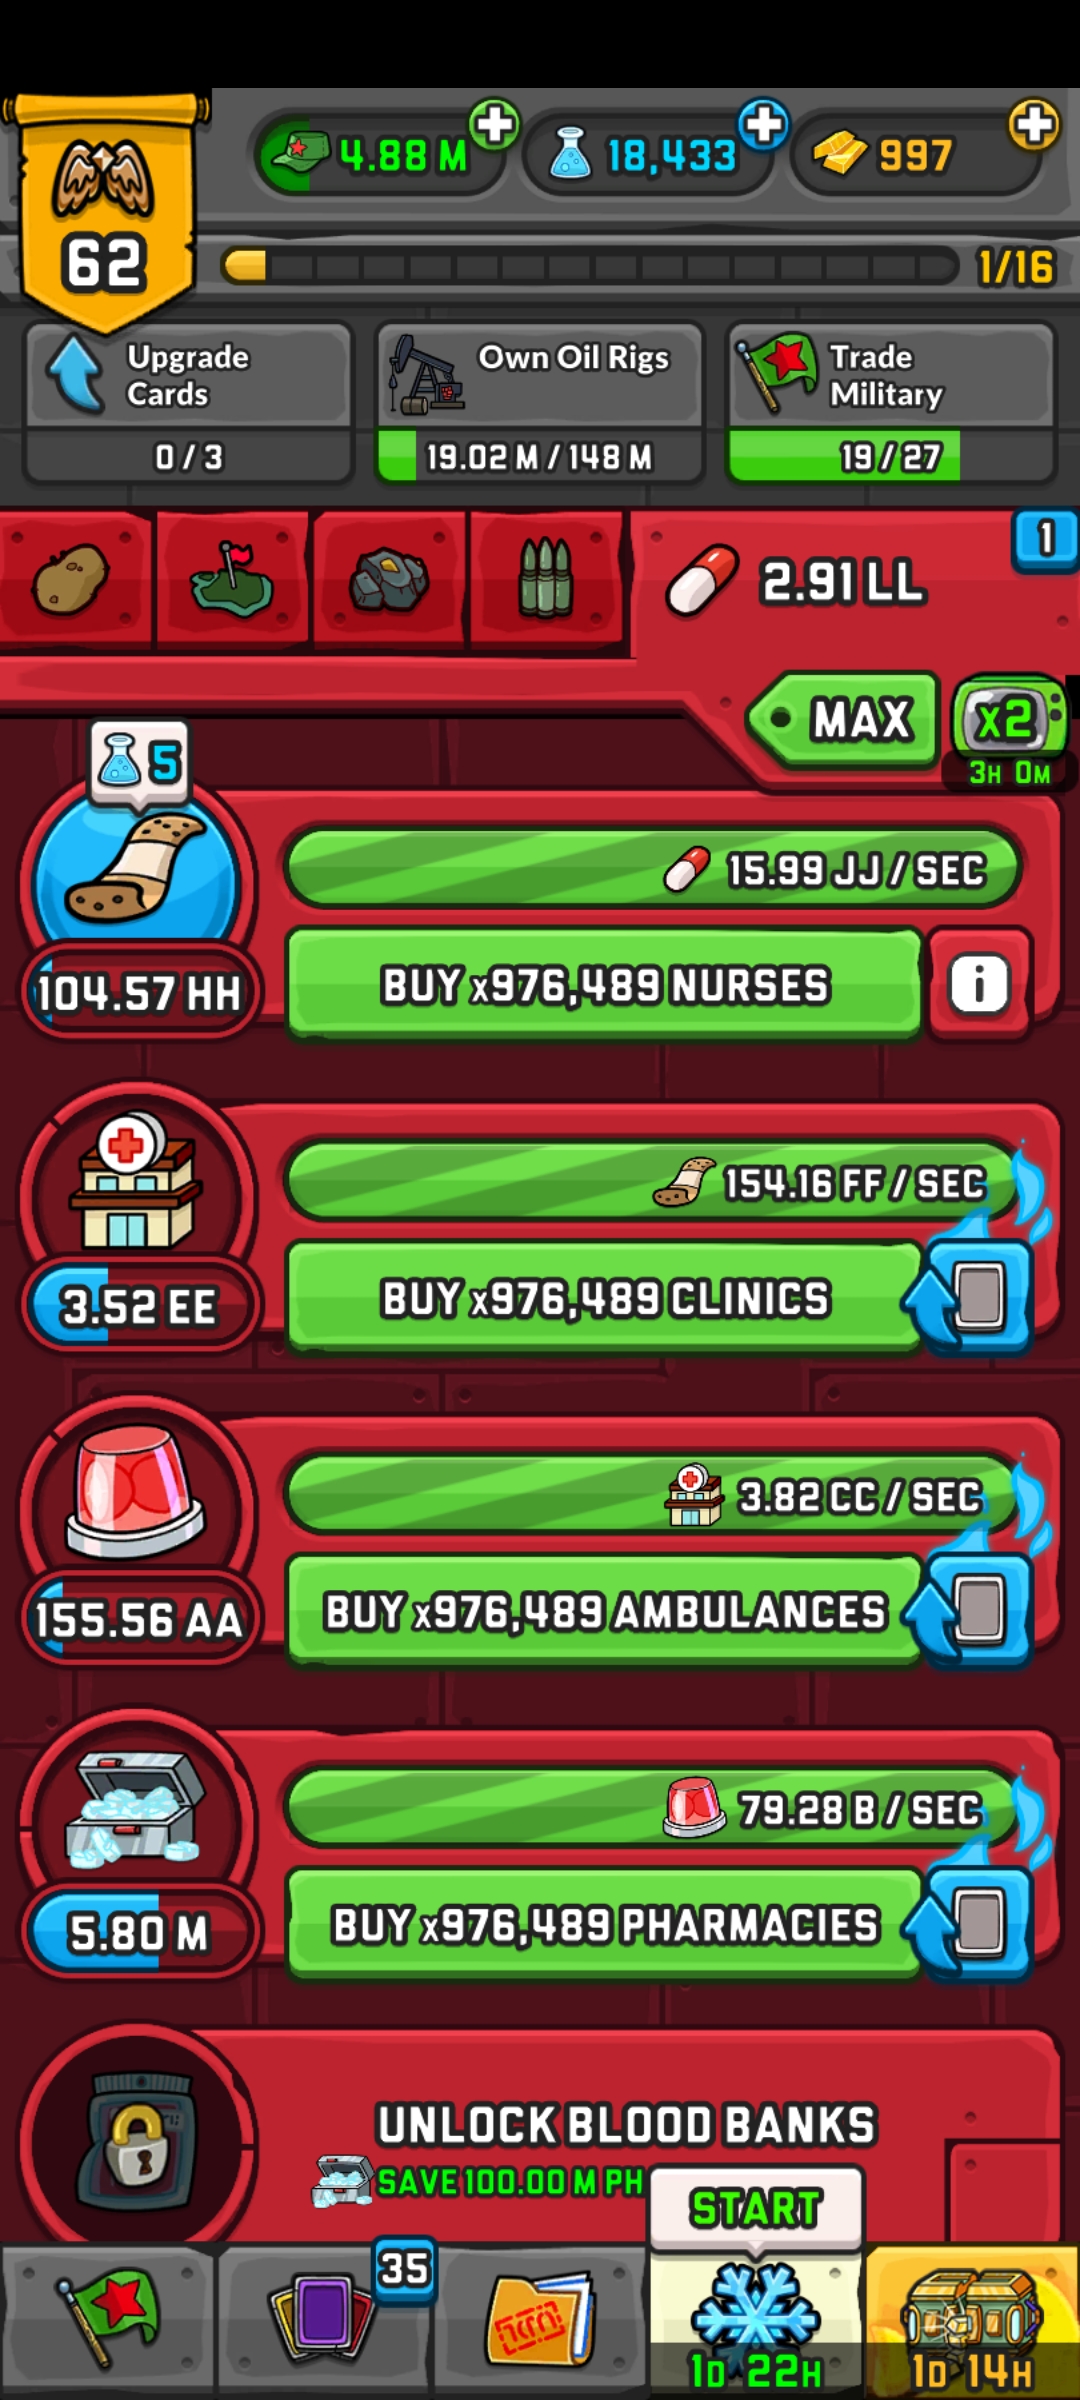 4.88 M
18,433
997
62
1/16
Upgrade
Cards
0 / 3
Own Oil Rigs
19.02 M / 148 M
Trade
Military
19 / 27
2.91 LL
1
MAX
x2
3H 0M
5
15.99 JJ / SEC
104.57 HH
BUY x976,489 NURSES
i
154.16 FF / SEC
3.52 EE
BUY x976,489 CLINICS
3.82 CC / SEC
155.56 AA
BUY x976,489 AMBULANCES
79.28 B / SEC
5.80 M
BUY x976,489 PHARMACIES
UNLOCK BLOOD BANKS
SAVE 100.00 M PH
START
35
1D 22H
1D 14H